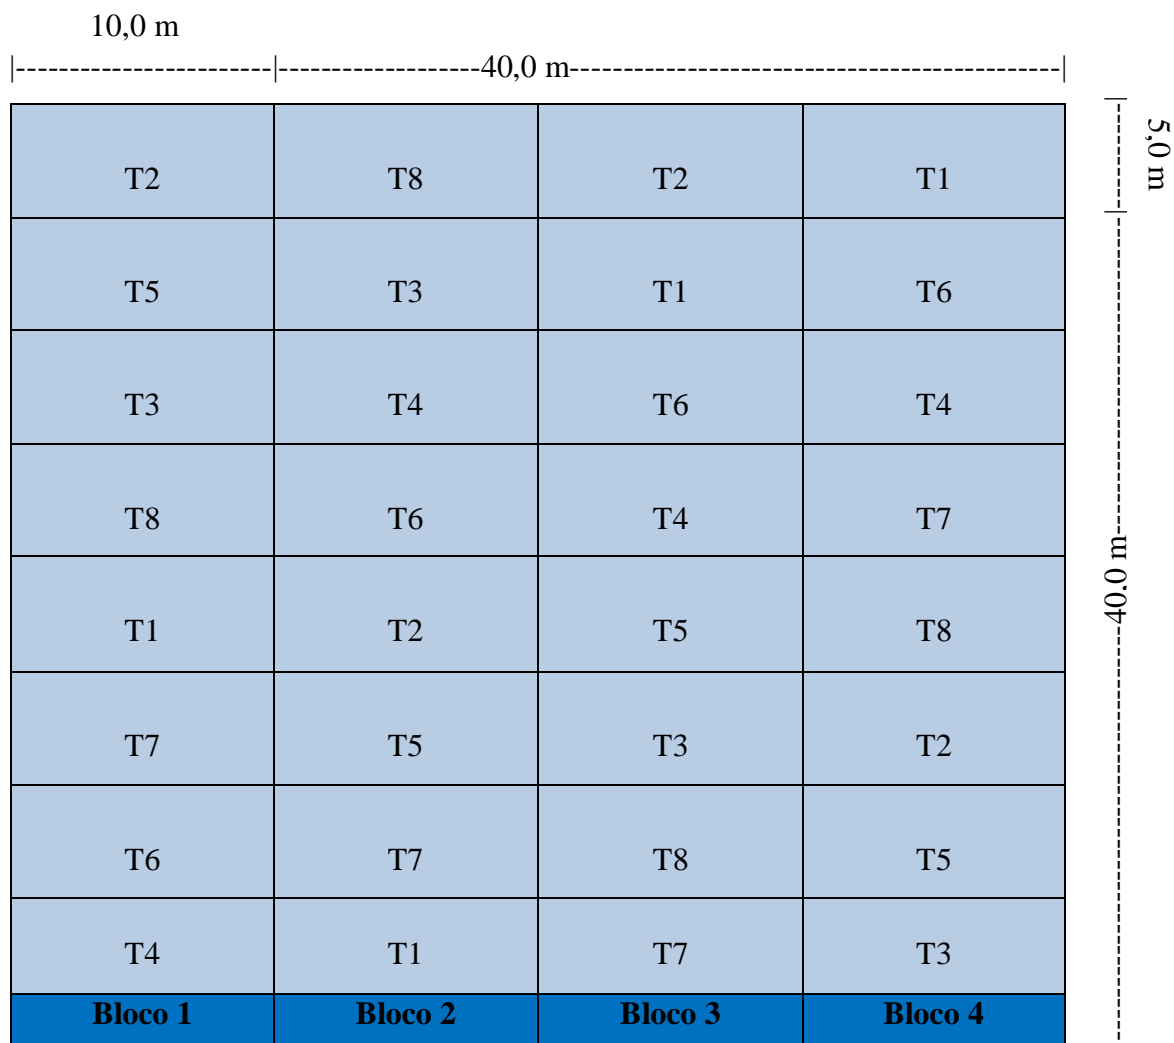 10,0 m
|------------------------|-------------------40,0 m----------------------------------------------|
5,0 m
T2 T8 T2 T1
T5 T3 T1 T6
T3 T4 T6 T4
T8 T6 T4 T7
40,0 m
T1 T2 T5 T8
T7 T5 T3 T2
T6 T7 T8 T5
T4 T1 T7 T3
Bloco 1 Bloco 2 Bloco 3 Bloco 4